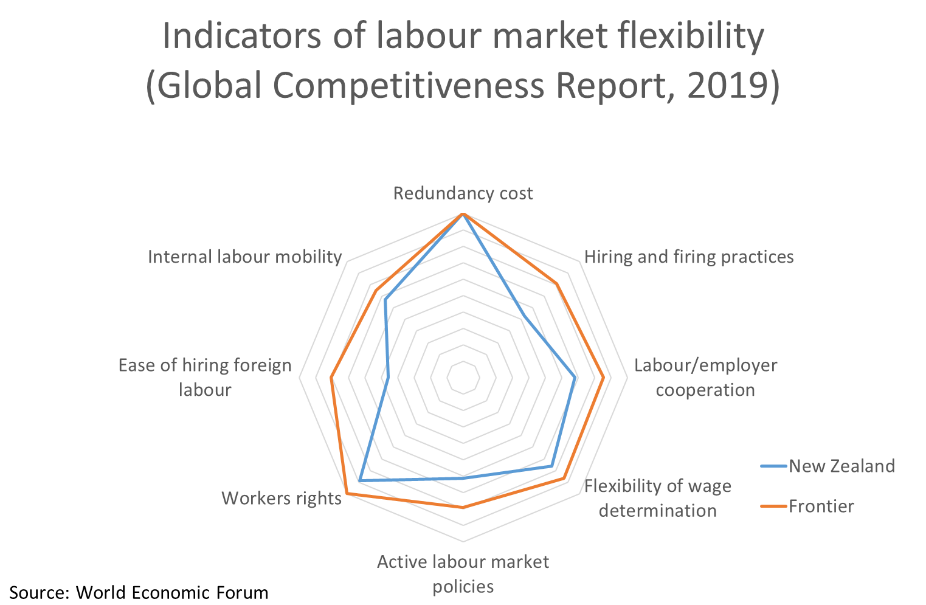 Indicators of labour market flexibility
(Global Competitiveness Report, 2019)
Redundancy cost
Internal labour mobility
Hiring and firing practices
Ease of hiring foreign
labour
Labour/employer
cooperation
Workers rights
Flexibility of wage
determination
Active labour market
policies
New Zealand
Frontier
Source: World Economic Forum